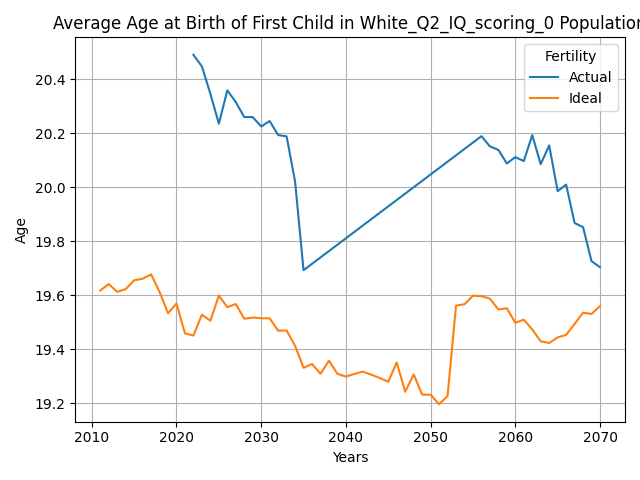 Average Age at Birth of First Child in White_Q2_IQ_scoring_0 Population
Fertility
Actual
Ideal
Age
20.4
20.2
20.0
19.8
19.6
19.4
19.2
2010 2020 2030 2040 2050 2060 2070
Years